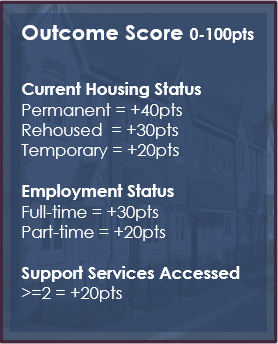 Outcome Score 0-100pts
Current Housing Status
Permanent = +40pts
Rehoused = +30pts
Temporary = +20pts
Employment Status
Full-time = +30pts
Part-time = +20pts
Support Services Accessed
>=2 = +20pts